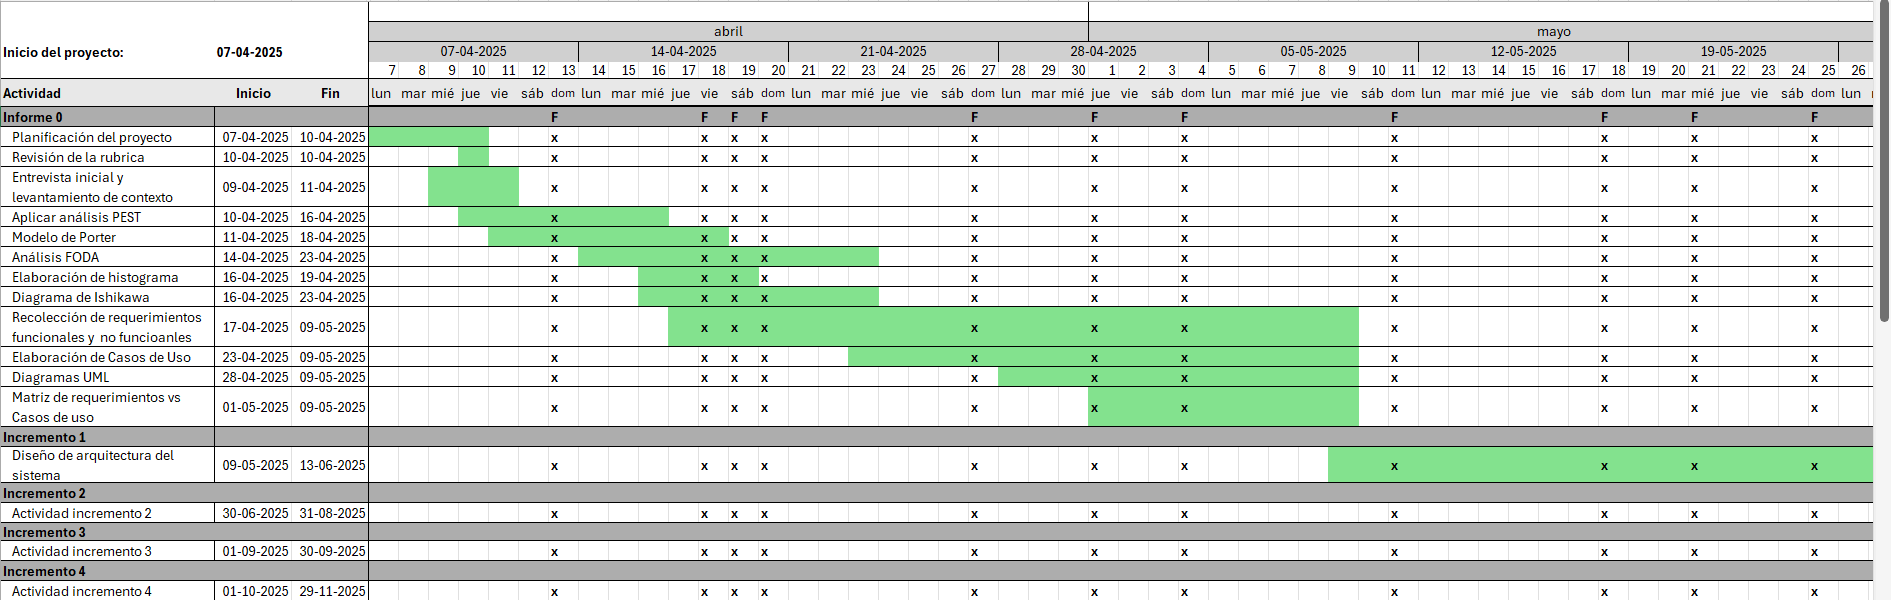 abril mayo
Inicio del proyecto: 07-04-2025 07-04-2025 14-04-2025 21-04-2025 28-04-2025 05-05-2025 12-05-2025 19-05-2025
7 8 9 10 11 12 13 14 15 16 17 18 19 20 21 22 23 24 25 26 27 28 29 30 1 2 3 4 5 6 7 8 9 10 11 12 13 14 15 16 17 18 19 20 21 22 23 24 25 26
Actividad Inicio Fin lun mar mié jue vie sáb dom lun mar mié jue vie sáb dom lun mar mié jue vie sáb dom lun mar mié jue vie sáb dom lun mar mié jue vie sáb dom lun mar mié jue vie sáb dom lun mar mié jue vie sáb dom lun
Informe 0 F F F F F F F F F F F
Planificación del proyecto 07-04-2025 10-04-2025 x x x x x x x x x x x
Revisión de la rubrica 10-04-2025 10-04-2025 x x x x x x x x x x x
Entrevista inicial y
levantamiento de contexto 09-04-2025 11-04-2025 x x x x x x x x x x x
Aplicar análisis PEST 10-04-2025 16-04-2025 x x x x x x x x x x x
Modelo de Porter 11-04-2025 18-04-2025 x x x x x x x x x x x
Análisis FODA 14-04-2025 23-04-2025 x x x x x x x x x x x
Elaboración de histograma 16-04-2025 19-04-2025 x x x x x x x x x x x
Diagrama de Ishikawa 16-04-2025 23-04-2025 x x x x x x x x x x x
Recolección de requerimientos
funcionales y no funcioanles 17-04-2025 09-05-2025 x x x x x x x x x x x
Elaboración de Casos de Uso 23-04-2025 09-05-2025 x x x x x x x x x x x
Diagramas UML 28-04-2025 09-05-2025 x x x x x x x x x x x
Matriz de requerimientos vs
Casos de uso 01-05-2025 09-05-2025 x x x x x x x x x x x
Incremento 1
Diseño de arquitectura del
sistema 09-05-2025 13-06-2025 x x x x x x x x x x x
Incremento 2
Actividad incremento 2 30-06-2025 31-08-2025 x x x x x x x x x x x
Incremento 3
Actividad incremento 3 01-09-2025 30-09-2025 x x x x x x x x x x x
Incremento 4
Actividad incremento 4 01-10-2025 29-11-2025 x x x x x x x x x x x